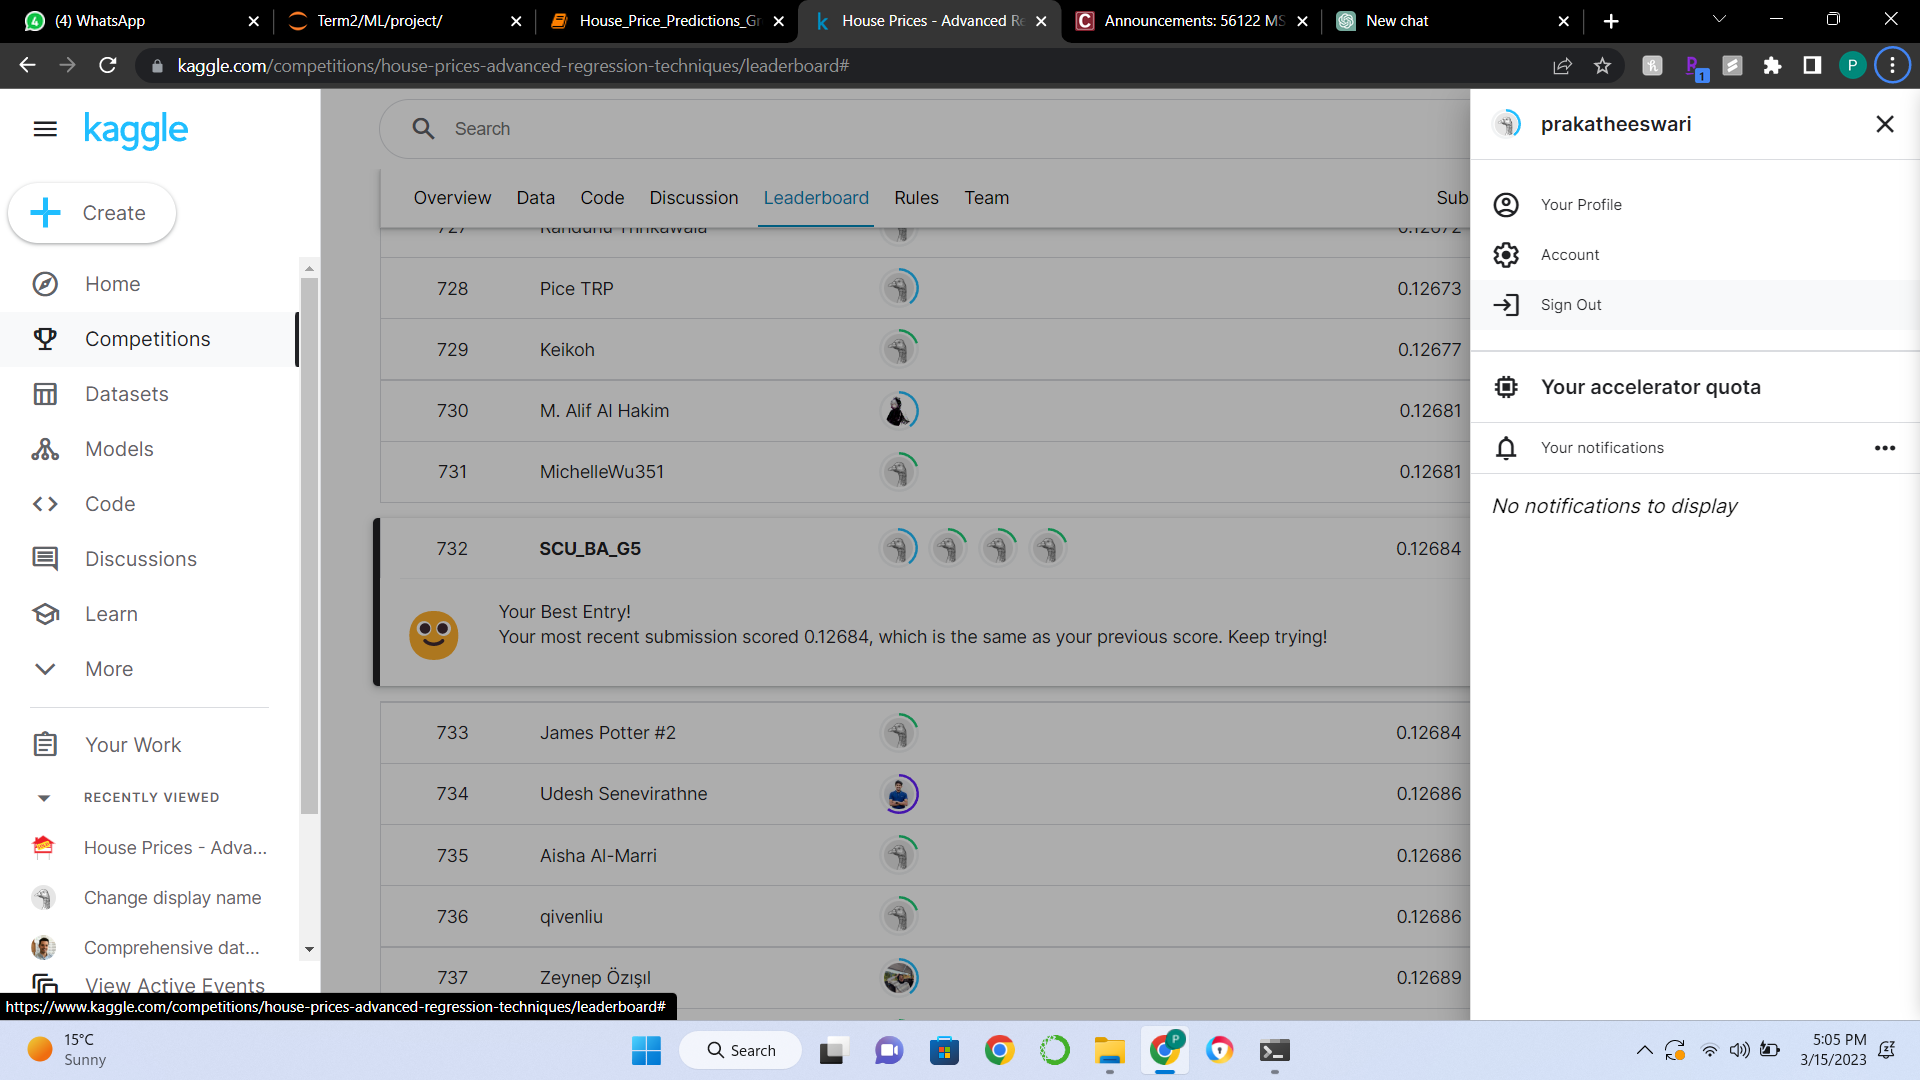 (4) WhatsApp
Term2/ML/project/
House_Price_Predictions_Gr
House Prices - Advanced Re
Announcements: 56122 MS
New chat
kaggle.com/competitions/house-prices-advanced-regression-techniques/leaderboard#
1
P
kaggle
Create
Home
Competitions
Datasets
Models
Code
Discussions
Learn
More
Your Work
RECENTLY VIEWED
House Prices - Adva...
Change display name
Comprehensive dat...
View Active Events
https://www.kaggle.com/competitions/house-prices-advanced-regression-techniques/leaderboard#
Search
Overview Data Code Discussion Leaderboard Rules Team Sub
728 Pice TRP 0.12673
729 Keikoh 0.12677
730 M. Alif Al Hakim 0.12681
731 MichelleWu351 0.12681
732 SCU_BA_G5 0.12684
Your Best Entry!
Your most recent submission scored 0.12684, which is the same as your previous score. Keep trying!
733 James Potter #2 0.12684
734 Udesh Senevirathne 0.12686
735 Aisha Al-Marri 0.12686
736 qivenliu 0.12686
737 Zeynep Özışıl 0.12689
prakatheeswari
Your Profile
Account
Sign Out
Your accelerator quota
Your notifications
No notifications to display
15°C
Sunny
Search
P
5:05 PM
3/15/2023